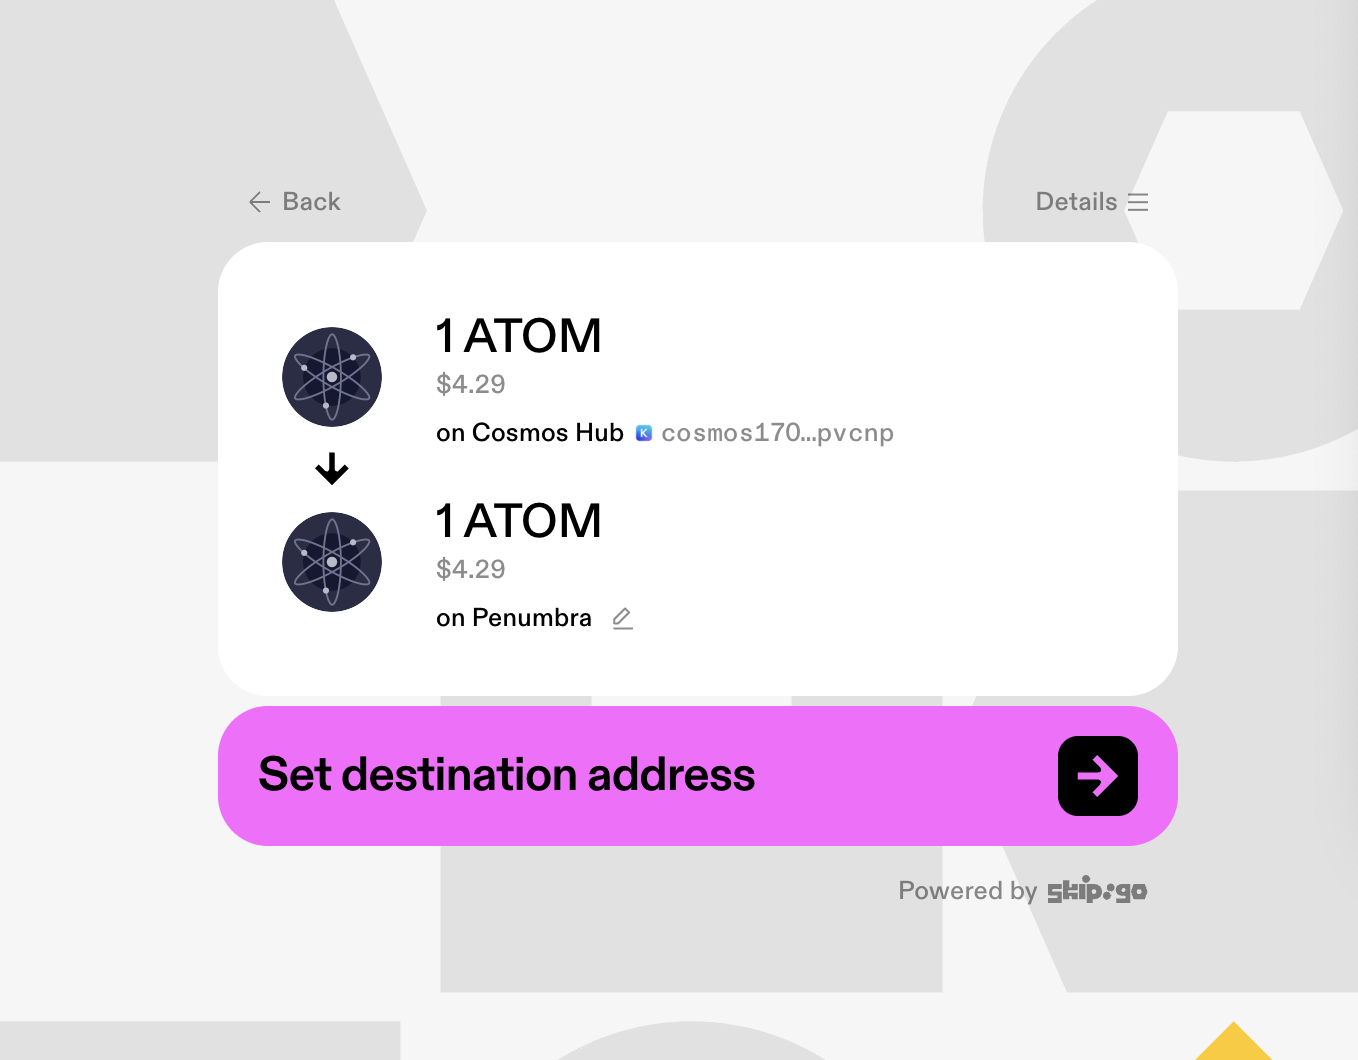 Back
Details
1 ATOM
$4.29
on Cosmos Hub K cosmos170...pvcnp
1 ATOM
$4.29
on Penumbra
Set destination address
Powered by skip:go